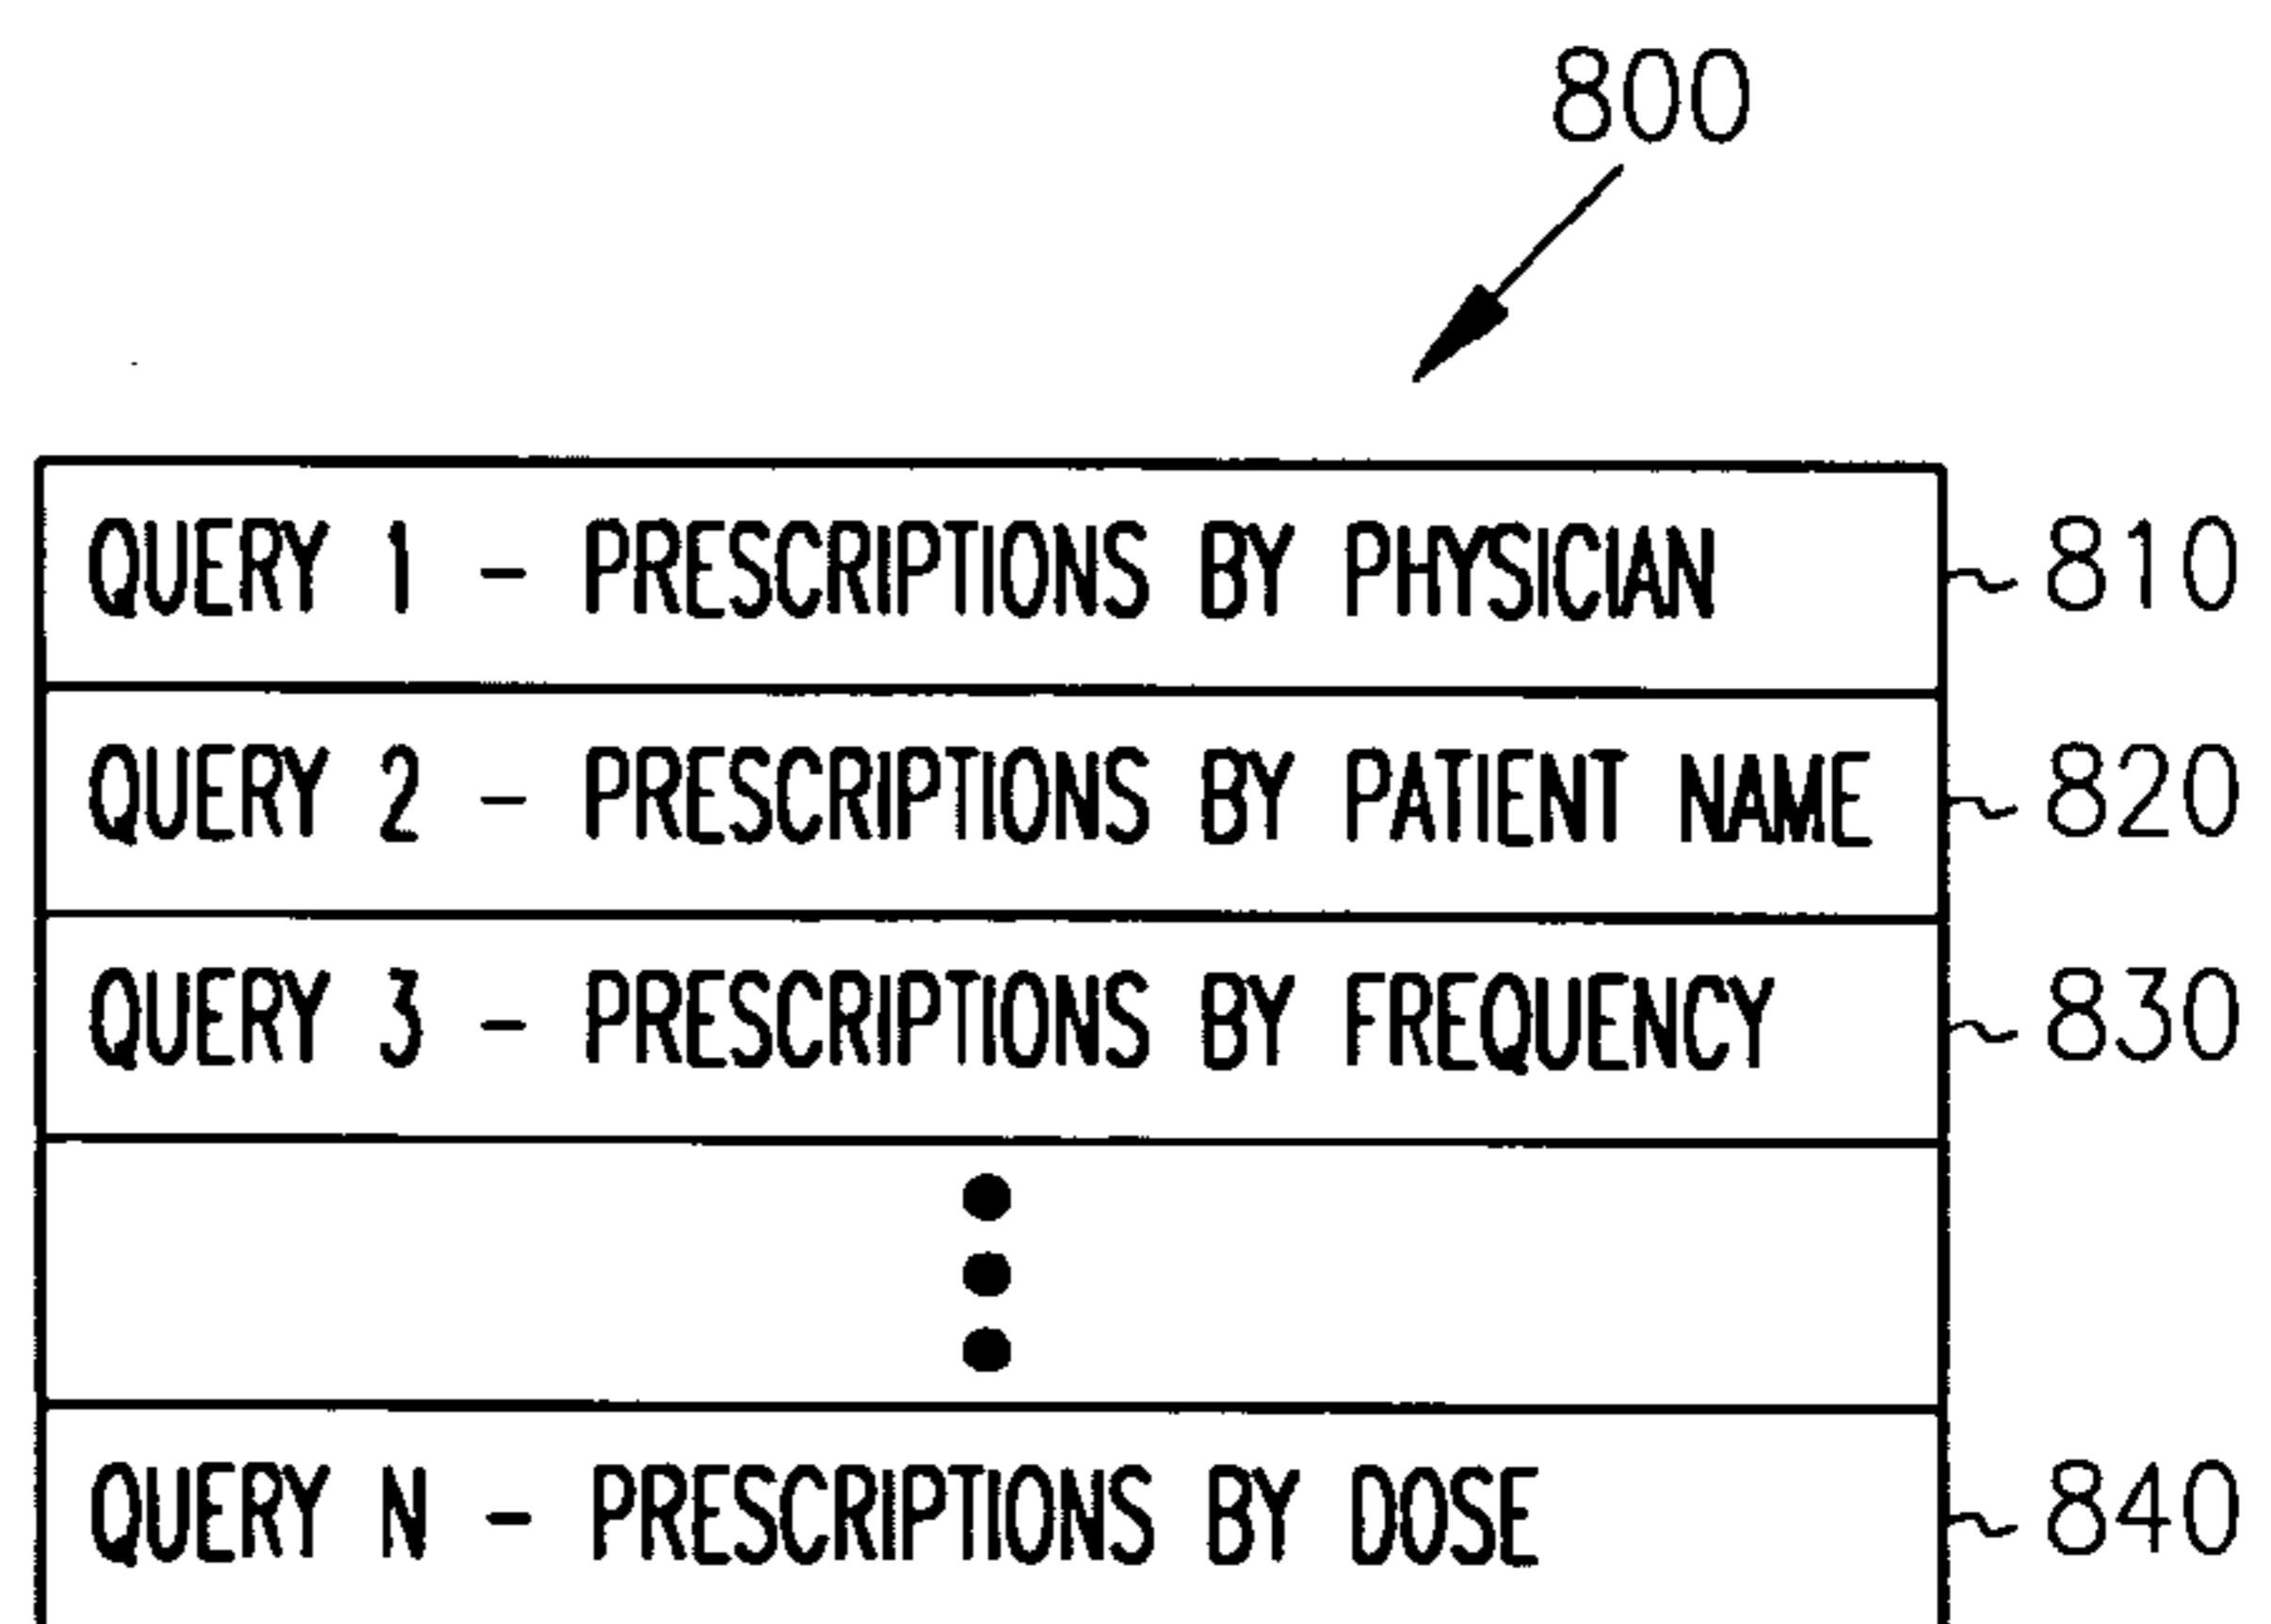 800
QUERY 1 – PRESCRIPTIONS BY PHYSICIAN 810
QUERY 2 – PRESCRIPTIONS BY PATIENT NAME 820
QUERY 3 – PRESCRIPTIONS BY FREQUENCY 830
QUERY N – PRESCRIPTIONS BY DOSE 840